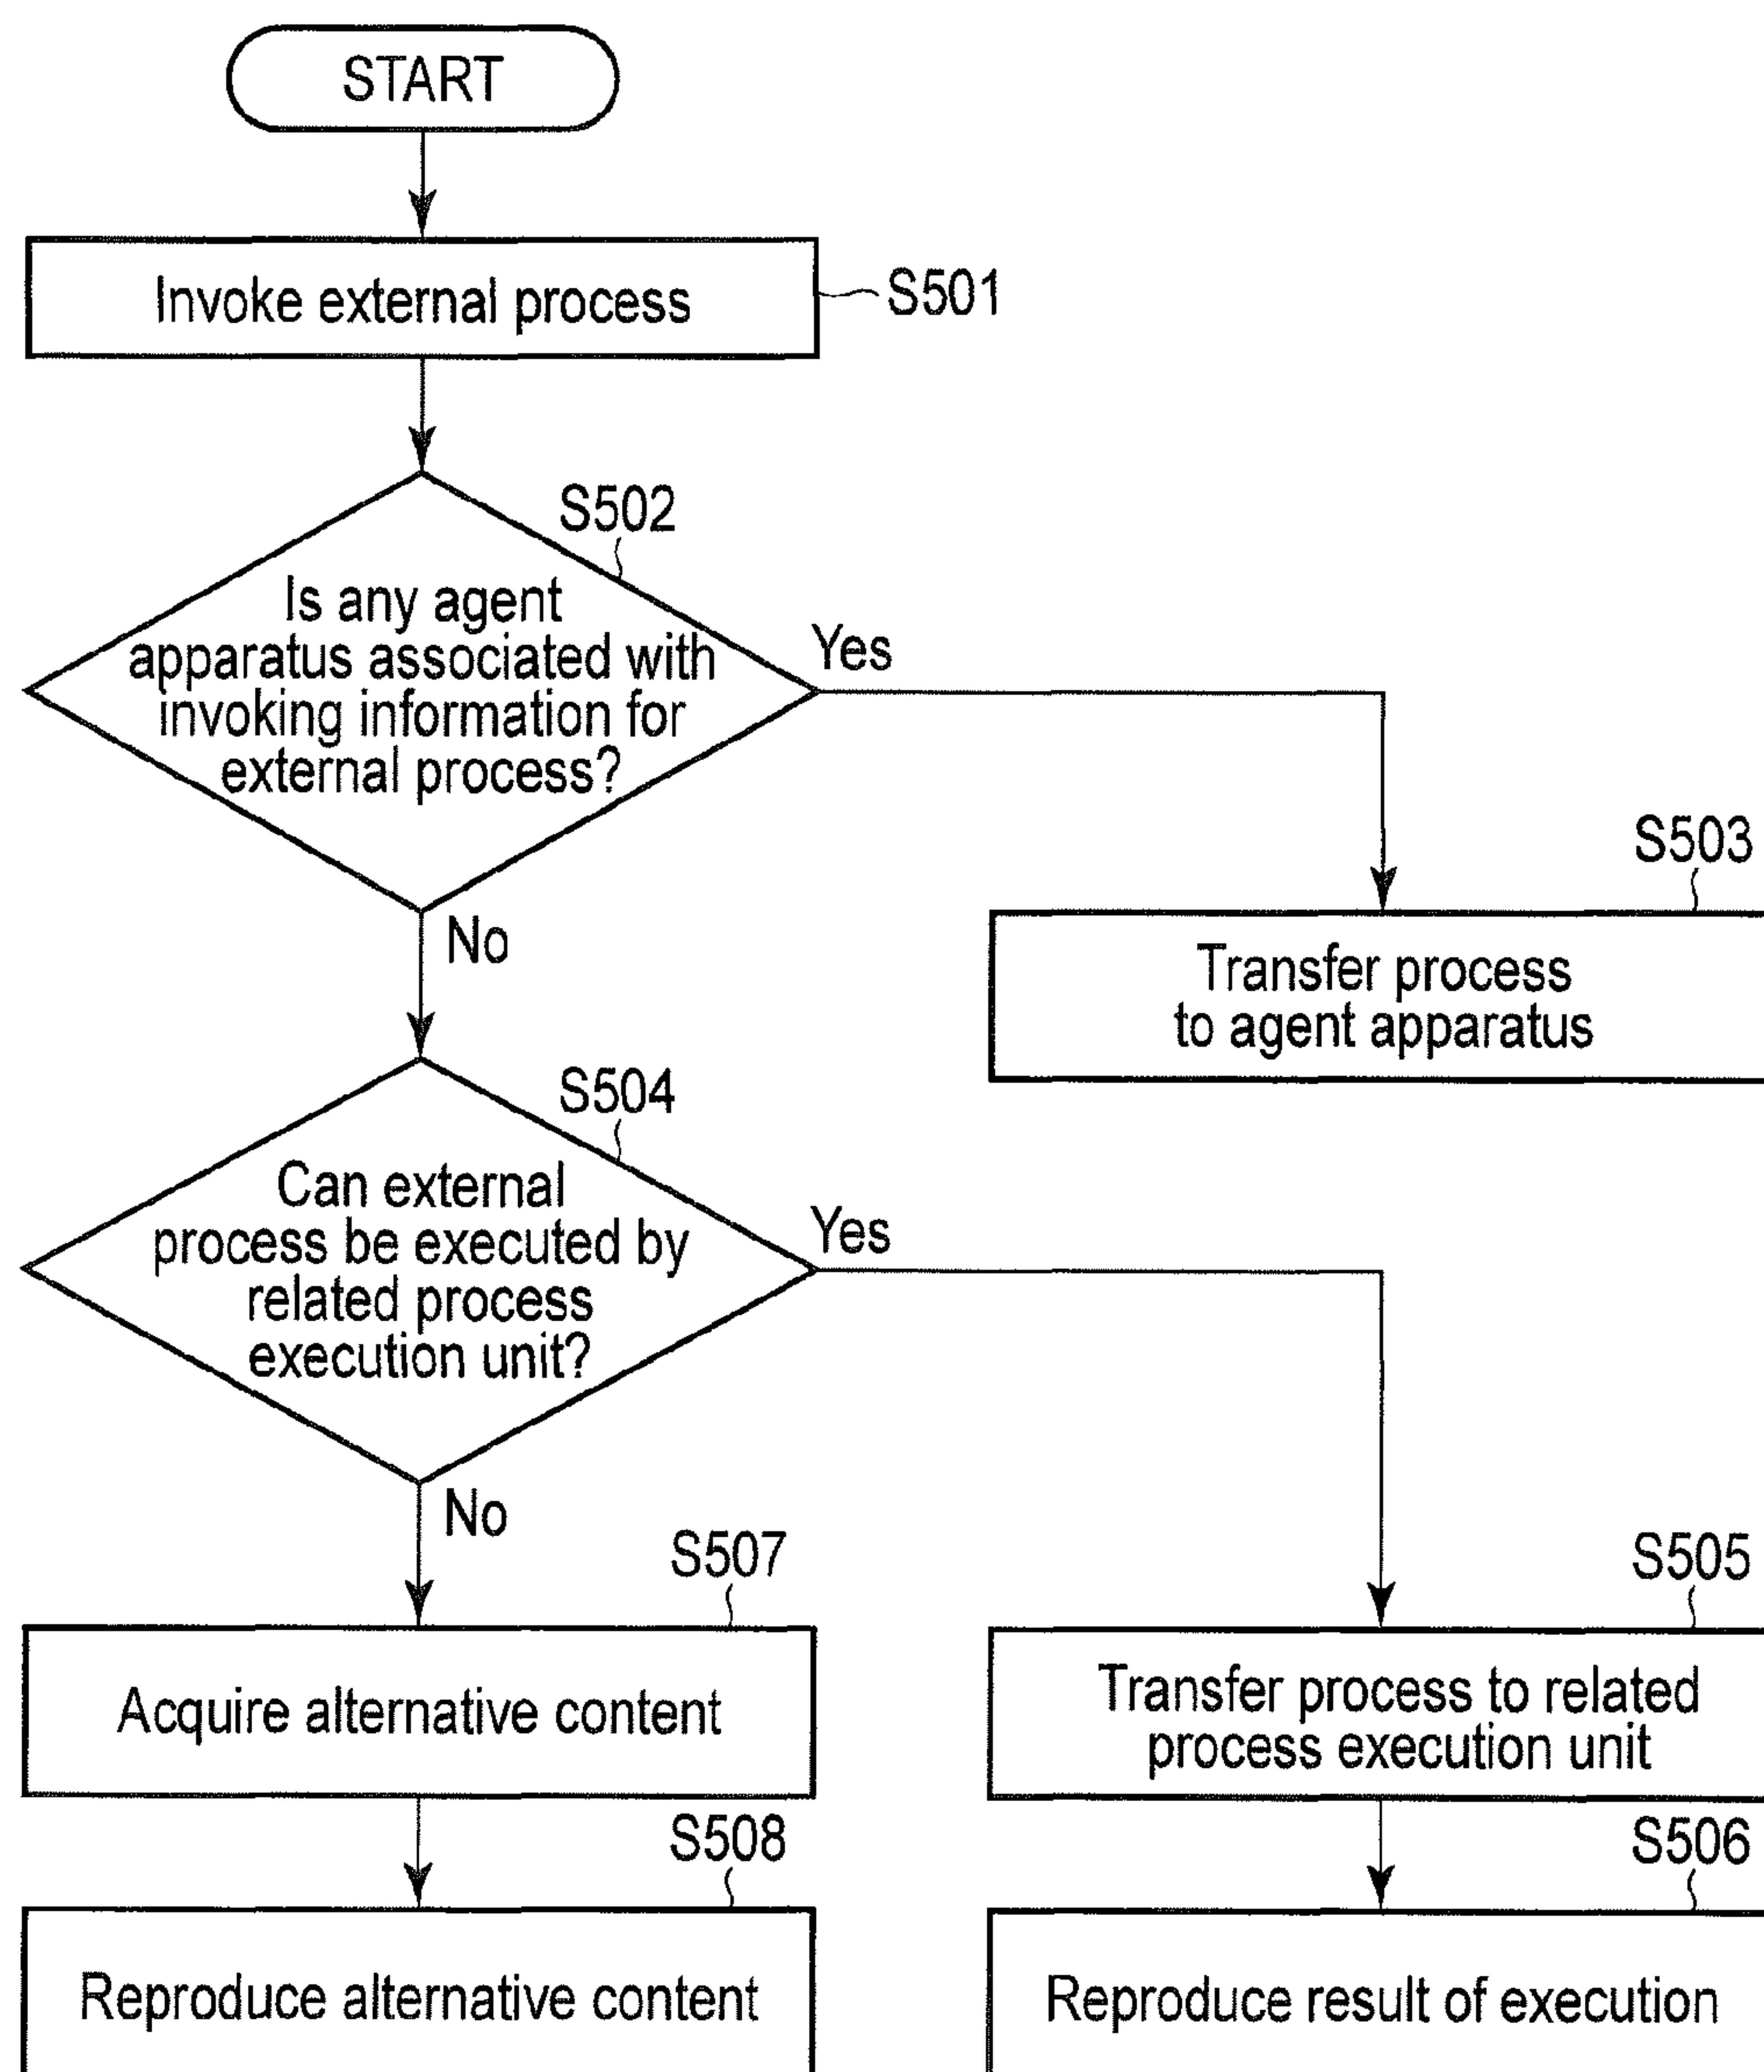 START
Invoke external process
S501
S502
Is any agent
apparatus associated with
invoking information for
external process?
Yes
No
S503
Transfer process
to agent apparatus
S504
Can external
process be executed by
related process
execution unit?
Yes
No
S507
Acquire alternative content
S505
Transfer process to related
process execution unit
S508
Reproduce alternative content
S506
Reproduce result of execution